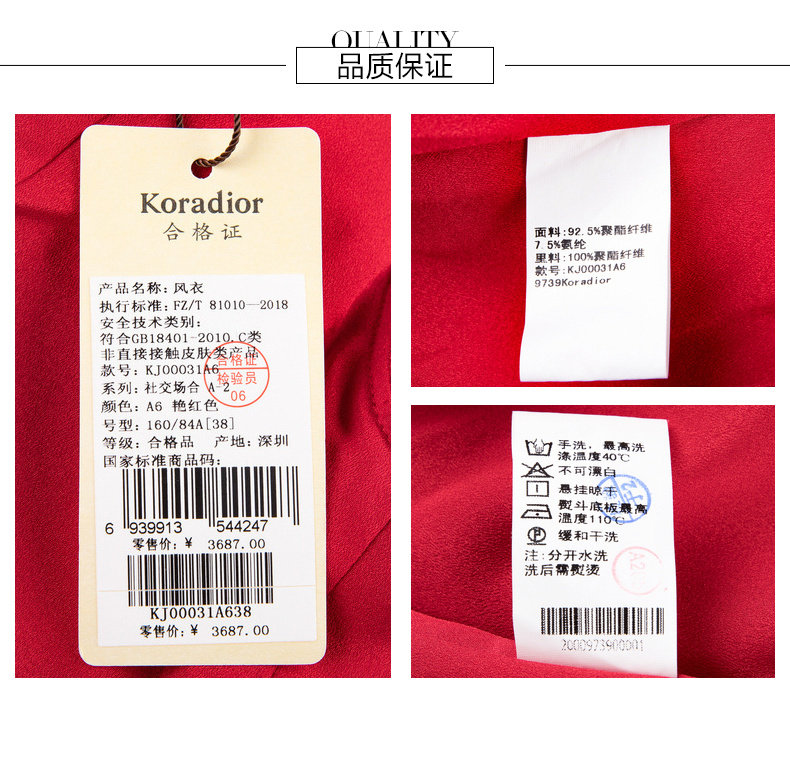 QUALITY
品质保证
Koradior
合格证
产品名称: 风衣
执行标准: FZ/T 81010—2018
安全技术类别:
符合GB18401-2010.C类
非直接接触皮肤类产品
款号: KJ00031A6
系列: 社交场合 A-2
颜色: A6 艳红色
号型: 160/84A[38]
等级: 合格品 产地: 深圳
国家标准商品码:
合格证
检验员
06
6 939913 544247
零售价: ¥ 3687.00
KJ00031A638
零售价: ¥ 3687.00
面料: 92.5%聚酯纤维
7.5%氨纶
里料: 100%聚酯纤维
款号: KJ00031A6
9739Koradior
手洗, 最高洗
涤温度40℃
不可漂白
悬挂晾干
熨斗底板最高
温度110℃
缓和干洗
注: 分开水洗
洗后需熨烫
2000923900001